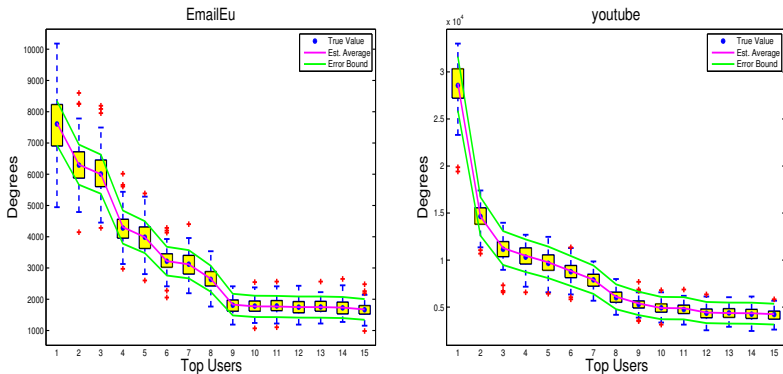 EmailEu
True Value
Est. Average
Error Bound
10000
9000
8000
7000
6000
5000
4000
3000
2000
1000
Degrees
1 2 3 4 5 6 7 8 9 10 11 12 13 14 15
Top Users
youtube
x 10⁴
True Value
Est. Average
Error Bound
3.
2.5
2.
1.5
1.
0.5
Degrees
1 2 3 4 5 6 7 8 9 10 11 12 13 14 15
Top Users